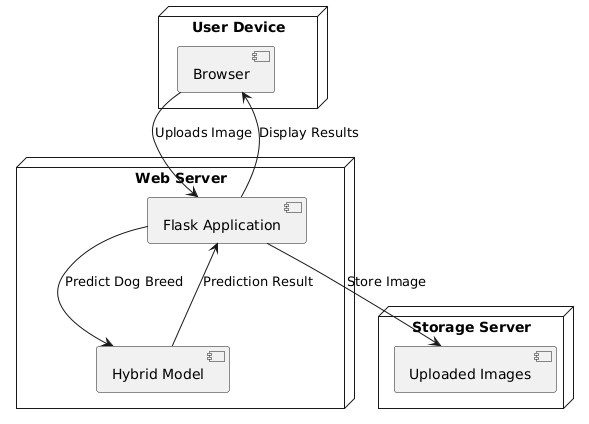 User Device
Browser
Uploads Image
Display Results
Web Server
Flask Application
Predict Dog Breed
Prediction Result
Store Image
Storage Server
Hybrid Model
Uploaded Images